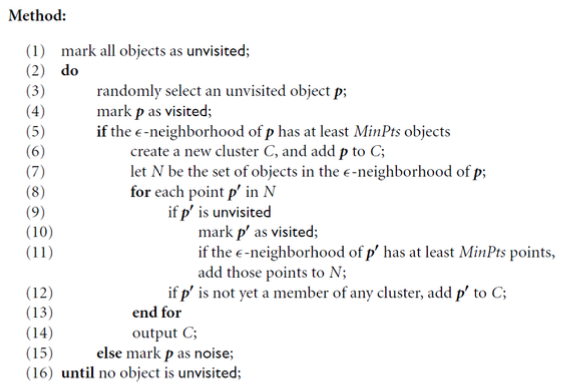 Method:
(1) mark all objects as unvisited;
(2) do
(3) randomly select an unvisited object p;
(4) mark p as visited;
(5) if the ϵ-neighborhood of p has at least MinPts objects
(6) create a new cluster C, and add p to C;
(7) let N be the set of objects in the ϵ-neighborhood of p;
(8) for each point p′ in N
(9) if p′ is unvisited
(10) mark p′ as visited;
(11) if the ϵ-neighborhood of p′ has at least MinPts points,
add those points to N;
(12) if p′ is not yet a member of any cluster, add p′ to C;
(13) end for
(14) output C;
(15) else mark p as noise;
(16) until no object is unvisited;